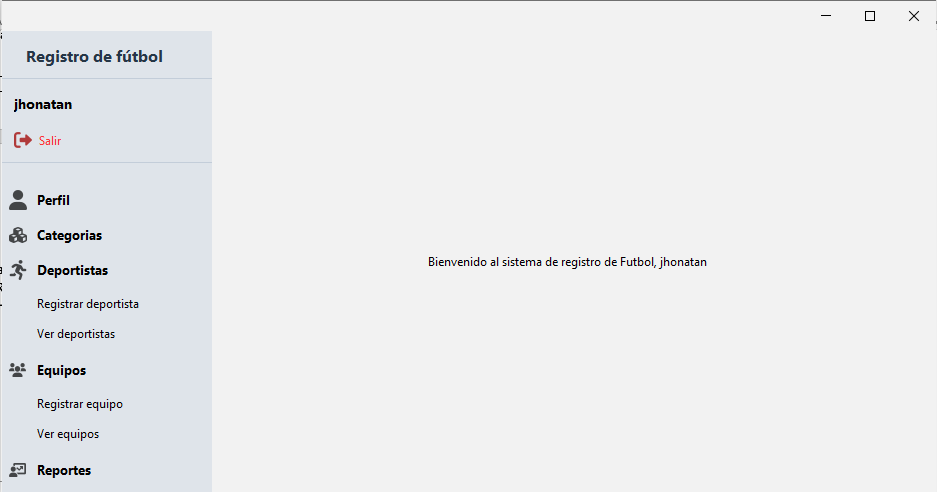 Registro de fútbol
jhonatan
Salir
Perfil
Categorias
Deportistas
Registrar deportista
Ver deportistas
Equipos
Registrar equipo
Ver equipos
Reportes
Bienvenido al sistema de registro de Futbol, jhonatan